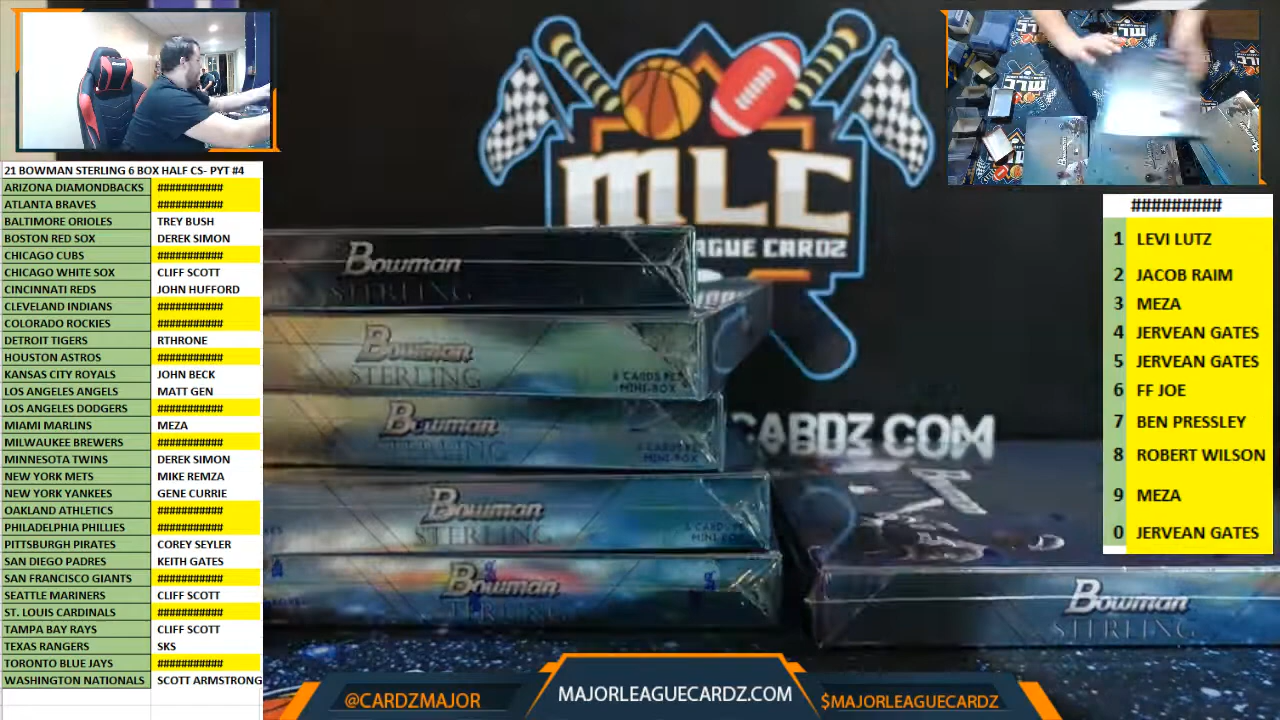 21 BOWMAN STERLING 6 BOX HALF CS- PYT #4
ARIZONA DIAMONDBACKS ###########
ATLANTA BRAVES ###########
BALTIMORE ORIOLES TREY BUSH
BOSTON RED SOX DEREK SIMON
CHICAGO CUBS ###########
CHICAGO WHITE SOX CLIFF SCOTT
CINCINNATI REDS JOHN HUFFORD
CLEVELAND INDIANS ###########
COLORADO ROCKIES ###########
DETROIT TIGERS RTHRONE
HOUSTON ASTROS ###########
KANSAS CITY ROYALS JOHN BECK
LOS ANGELES ANGELS MATT GEN
LOS ANGELES DODGERS ###########
MIAMI MARLINS MEZA
MILWAUKEE BREWERS ###########
MINNESOTA TWINS DEREK SIMON
NEW YORK METS MIKE REMZA
NEW YORK YANKEES GENE CURRIE
OAKLAND ATHLETICS ###########
PHILADELPHIA PHILLIES ###########
PITTSBURGH PIRATES COREY SEYLER
SAN DIEGO PADRES KEITH GATES
SAN FRANCISCO GIANTS ###########
SEATTLE MARINERS CLIFF SCOTT
ST. LOUIS CARDINALS ###########
TAMPA BAY RAYS CLIFF SCOTT
TEXAS RANGERS SKS
TORONTO BLUE JAYS ###########
WASHINGTON NATIONALS SCOTT ARMSTRONG
MLC
AGUE CARDZ
CARDZ.COM
BOWMAN
STERLING
BOWMAN
STERLING
6 CARDS PER
MINI-BOX
BOWMAN
STERLING
BOWMAN
STERLING
BOWMAN
STERLING
BOWMAN
STERLING
#########
1 LEVI LUTZ
2 JACOB RAIM
3 MEZA
4 JERVEAN GATES
5 JERVEAN GATES
6 FF JOE
7 BEN PRESSLEY
8 ROBERT WILSON
9 MEZA
0 JERVEAN GATES
@CARDZMAJOR
MAJORLEAGUECARDZ.COM
$MAJORLEAGUECARDZ